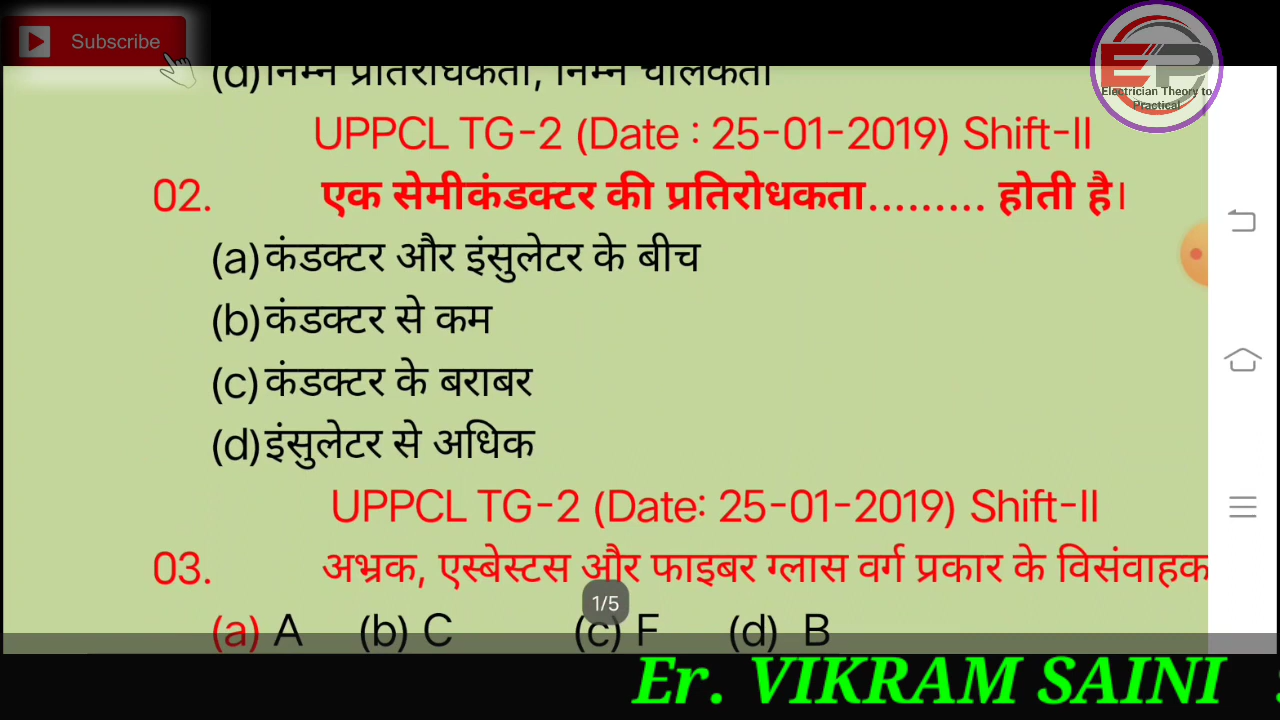 Subscribe
Electrician Theory to
Practical
(d) निम्न प्रतिरोधकता, निम्न चालकता
UPPCL TG-2 (Date : 25-01-2019) Shift-II
02. एक सेमीकंडक्टर की प्रतिरोधकता......... होती है।
(a) कंडक्टर और इंसुलेटर के बीच
(b) कंडक्टर से कम
(c) कंडक्टर के बराबर
(d) इंसुलेटर से अधिक
UPPCL TG-2 (Date: 25-01-2019) Shift-II
03. अभ्रक, एस्बेस्टस और फाइबर ग्लास वर्ग प्रकार के विसंवाहक
1/5
(a) A (b) C (c) F (d) B
Er. VIKRAM SAINI